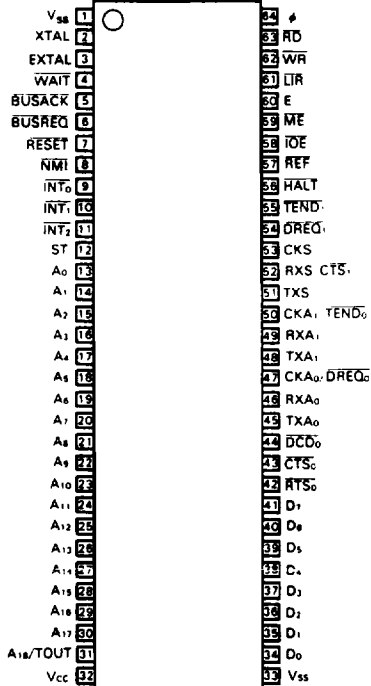 Vss 1 64 φ
XTAL 2 63 RD
EXTAL 3 62 WR
WAIT 4 61 LIR
BUSACK 5 60 E
BUSREQ 6 59 ME
RESET 7 58 IOE
NMI 8 57 REF
INT₀ 9 56 HALT
INT₁ 10 55 TEND₁
INT₂ 11 54 DREQ₁
ST 12 53 CKS
A₀ 13 52 RXS CTS₁
A₁ 14 51 TXS
A₂ 15 50 CKA₁ TEND₀
A₃ 16 49 RXA₁
A₄ 17 48 TXA₁
A₅ 18 47 CKA₀, DREQ₀
A₆ 19 46 RXA₀
A₇ 20 45 TXA₀
A₈ 21 44 DCD₀
A₉ 22 43 CTS₀
A₁₀ 23 42 RTS₀
A₁₁ 24 41 D₇
A₁₂ 25 40 D₆
A₁₃ 26 39 D₅
A₁₄ 27 38 D₄
A₁₅ 28 37 D₃
A₁₆ 29 36 D₂
A₁₇ 30 35 D₁
A₁₈/TOUT 31 34 D₀
Vcc 32 33 Vss